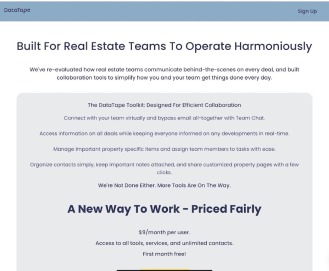 DataTape
Sign Up
Built For Real Estate Teams To Operate Harmoniously
We've re-evaluated how real estate teams communicate behind-the-scenes on every deal, and built
collaboration tools to simplify how you and your team get things done every day.
The DataTape Toolkit: Designed For Efficient Collaboration
Connect with your team virtually and bypass email all-together with Team Chat.
Access information on all deals while keeping everyone informed on any developments in real-time.
Manage important property specific items and assign team members to tasks with ease.
Organize contacts simply, keep important notes attached, and share customized property pages with a few
clicks.
We're Not Done Either. More Tools Are On The Way.
A New Way To Work - Priced Fairly
$9/month per user.
Access to all tools, services, and unlimited contacts.
First month free!